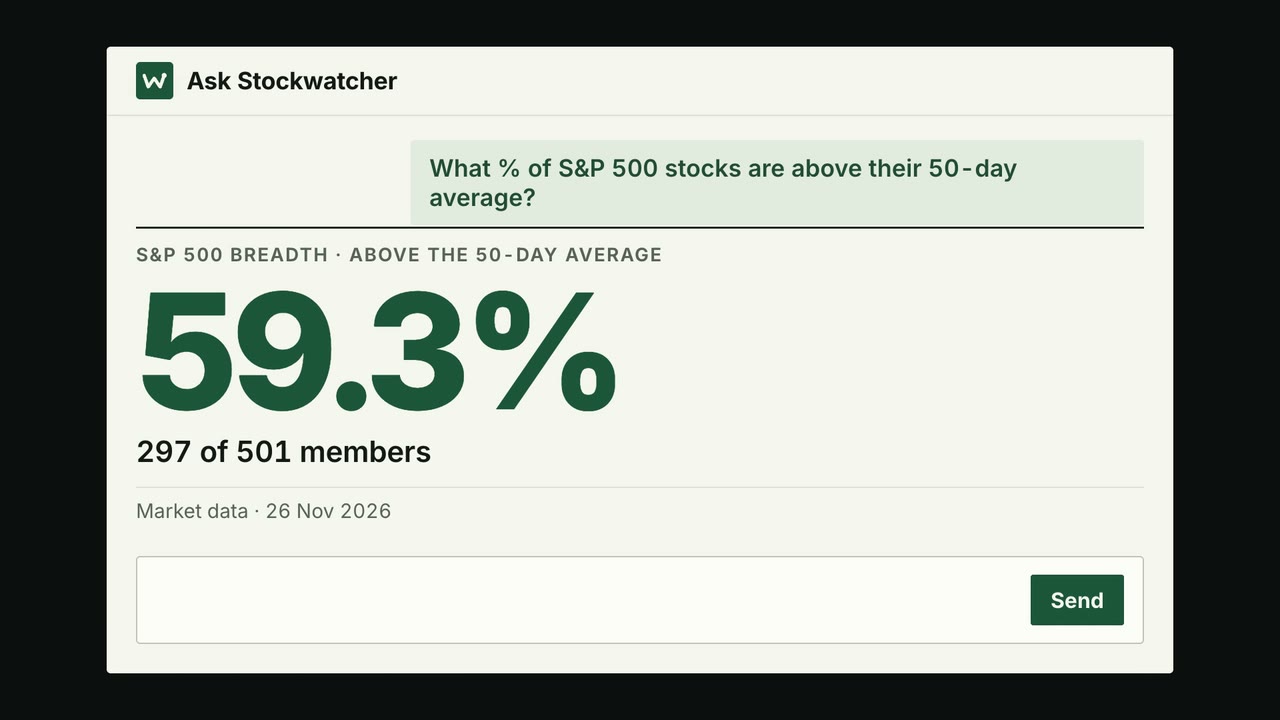 Ask Stockwatcher
What % of S&P 500 stocks are above their 50-day
average?
S&P 500 BREADTH · ABOVE THE 50-DAY AVERAGE
59.3%
297 of 501 members
Market data · 26 Nov 2026
Send